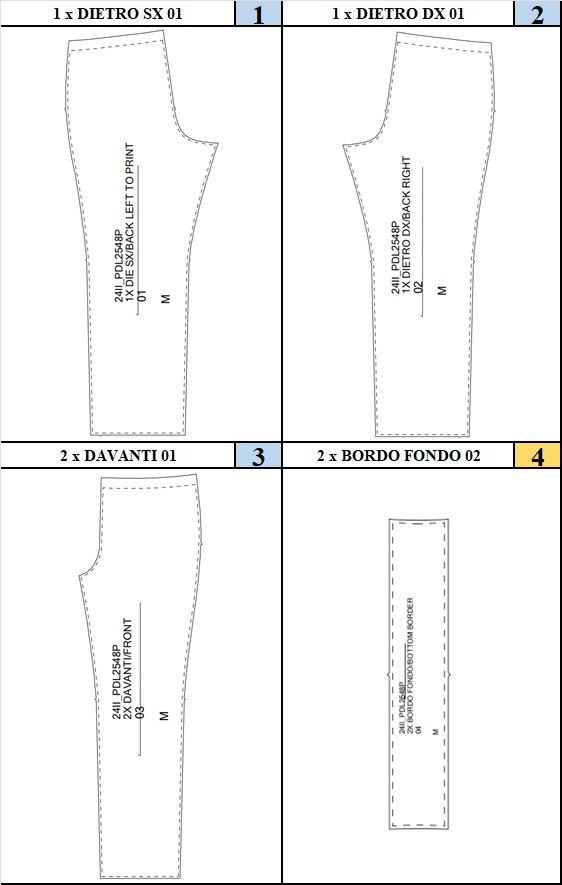 1 x DIETRO SX 01
1
24II_PDL2548P
1X DIE SX/BACK LEFT TO PRINT
01
M
1 x DIETRO DX 01
2
24II_PDL2548P
1X DIETRO DX/BACK RIGHT
02
M
2 x DAVANTI 01
3
24II_PDL2548P
2X DAVANTI/FRONT
03
M
2 x BORDO FONDO 02
4
24II_PDL2548P
2X BORDO FONDO/BOTTOM BORDER
04
M